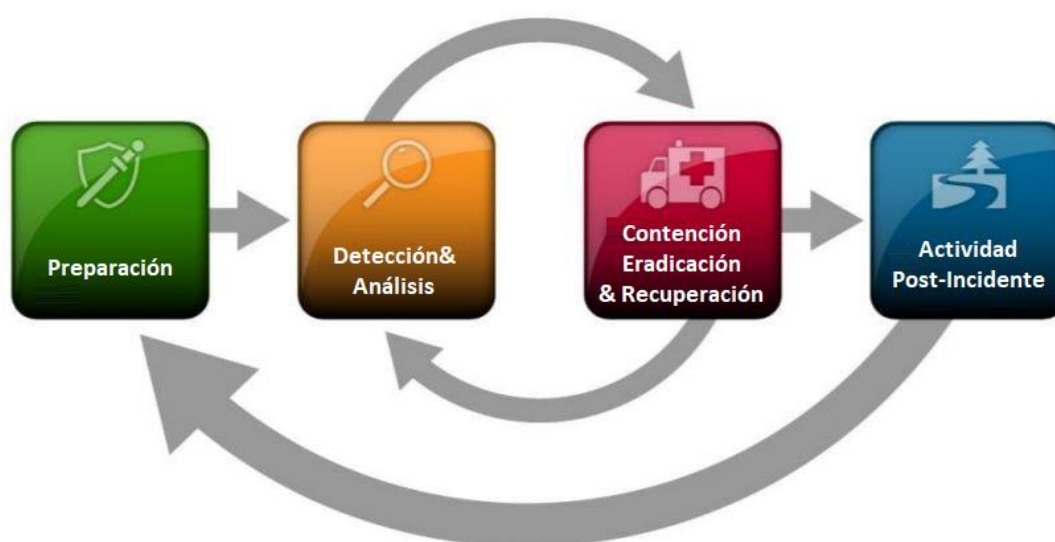 Preparación
Detección&
Análisis
Contención
Eradicación
& Recuperación
Actividad
Post-Incidente